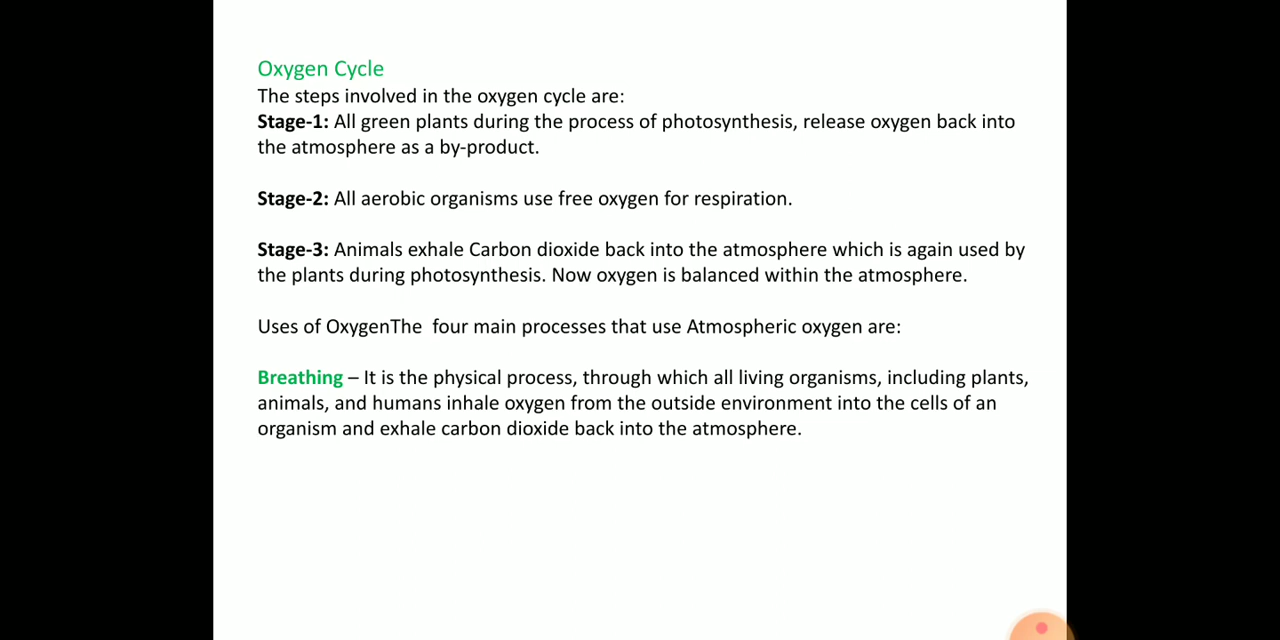 Oxygen Cycle
The steps involved in the oxygen cycle are:
Stage-1: All green plants during the process of photosynthesis, release oxygen back into
the atmosphere as a by-product.
Stage-2: All aerobic organisms use free oxygen for respiration.
Stage-3: Animals exhale Carbon dioxide back into the atmosphere which is again used by
the plants during photosynthesis. Now oxygen is balanced within the atmosphere.
Uses of OxygenThe  four main processes that use Atmospheric oxygen are:
Breathing – It is the physical process, through which all living organisms, including plants,
animals, and humans inhale oxygen from the outside environment into the cells of an
organism and exhale carbon dioxide back into the atmosphere.